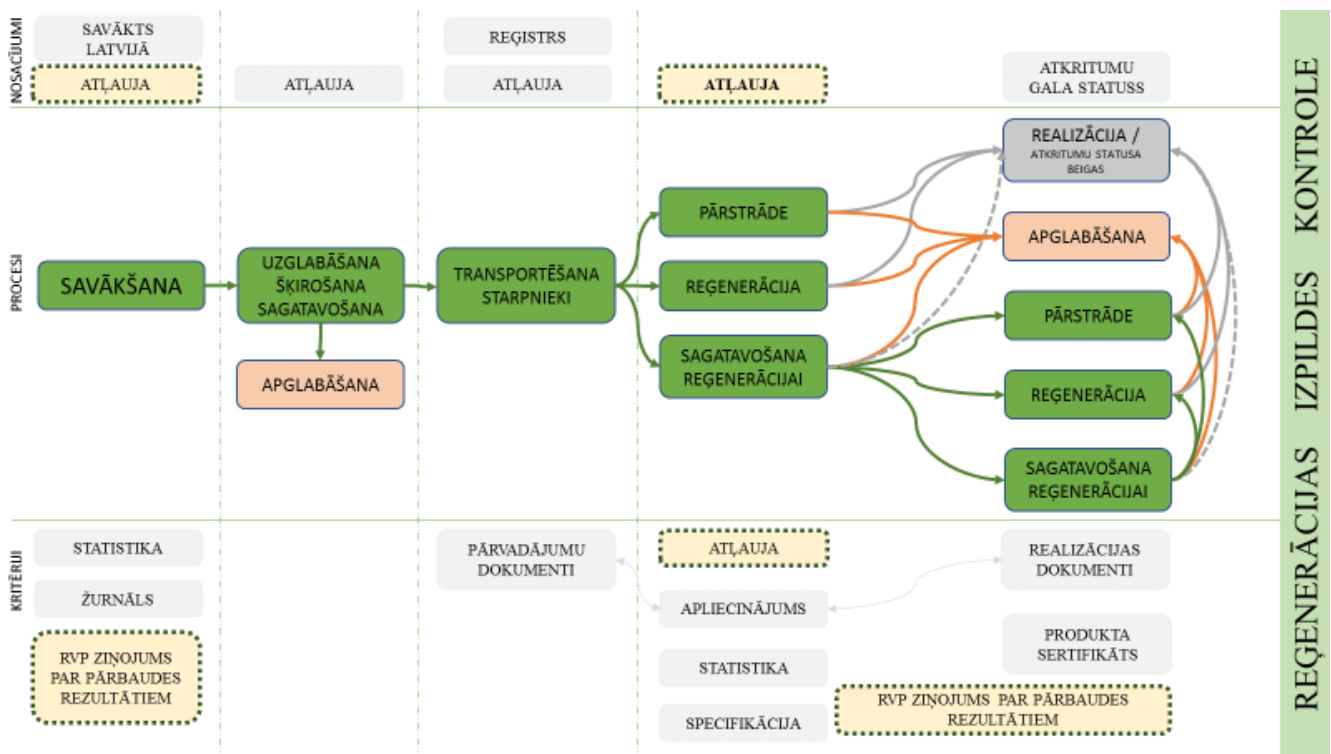 NOSACĪJUMI
SAVĀKTS
LATVIJĀ
ATĻAUJA
ATĻAUJA
REĢISTRS
ATĻAUJA
ATĻAUJA
ATKRITUMU
GALA STATUSS
PROCESI
SAVĀKŠANA
UZGLABĀŠANA
ŠĶIROŠANA
SAGATAVOŠANA
APGLABĀŠANA
TRANSPORTĒŠANA
STARPNIEKI
PĀRSTRĀDE
REĢENERĀCIJA
SAGATAVOŠANA
REĢENERĀCIJAI
REALIZĀCIJA /
ATKRITUMU STATUSA
BEIGAS
APGLABĀŠANA
PĀRSTRĀDE
REĢENERĀCIJA
SAGATAVOŠANA
REĢENERĀCIJAI
KRITĒRIJI
STATISTIKA
ŽURNĀLS
RVP ZIŅOJUMS
PAR PĀRBAUDES
REZULTĀTIEM
PĀRVADĀJUMU
DOKUMENTI
ATĻAUJA
APLIECINĀJUMS
STATISTIKA
SPECIFIKĀCIJA
REALIZĀCIJAS
DOKUMENTI
PRODUKTA
SERTIFIKĀTS
RVP ZIŅOJUMS PAR PĀRBAUDES
REZULTĀTIEM
REĢENERĀCIJAS IZPILDES KONTROLE